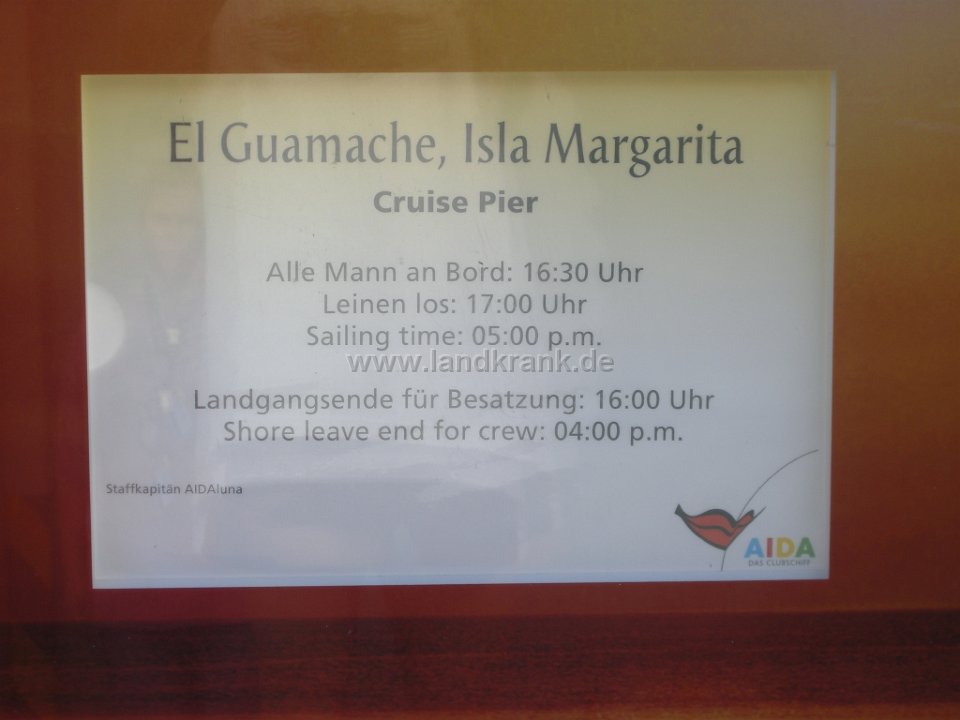 El Guamache, Isla Margarita
Cruise Pier
Alle Mann an Bord: 16:30 Uhr
Leinen los: 17:00 Uhr
Sailing time: 05:00 p.m.
www.landkrank.de
Landgangsende für Besatzung: 16:00 Uhr
Shore leave end for crew: 04:00 p.m.
Staffkapitän AIDAluna
AIDA
DAS CLUBSCHIFF